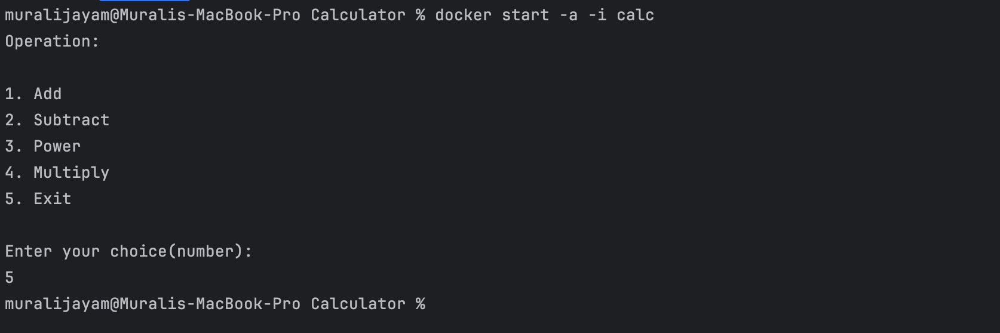 muralijayam@Muralis-MacBook-Pro Calculator % docker start -a -i calc
Operation:
1. Add
2. Subtract
3. Power
4. Multiply
5. Exit
Enter your choice(number):
5
muralijayam@Muralis-MacBook-Pro Calculator %